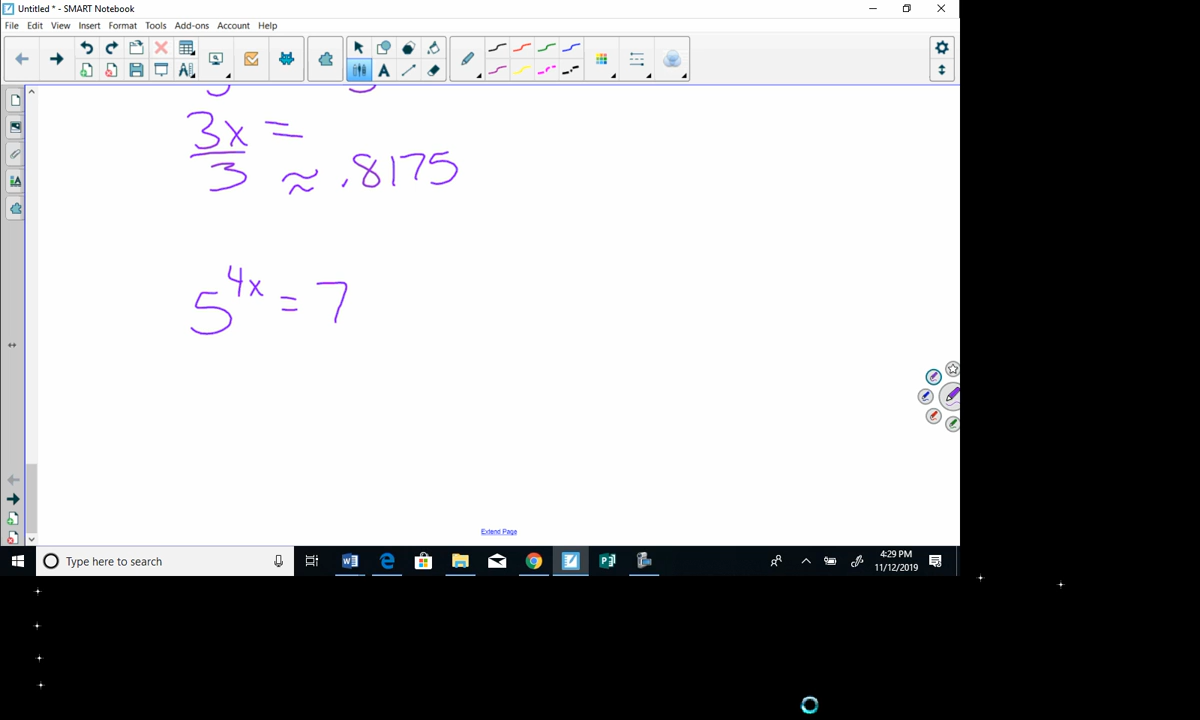 Untitled * - SMART Notebook
File Edit View Insert Format Tools Add-ons Account Help
3x =
3 ≈ .8175
5^{4x} = 7
Extend Page
Type here to search
4:29 PM
11/12/2019